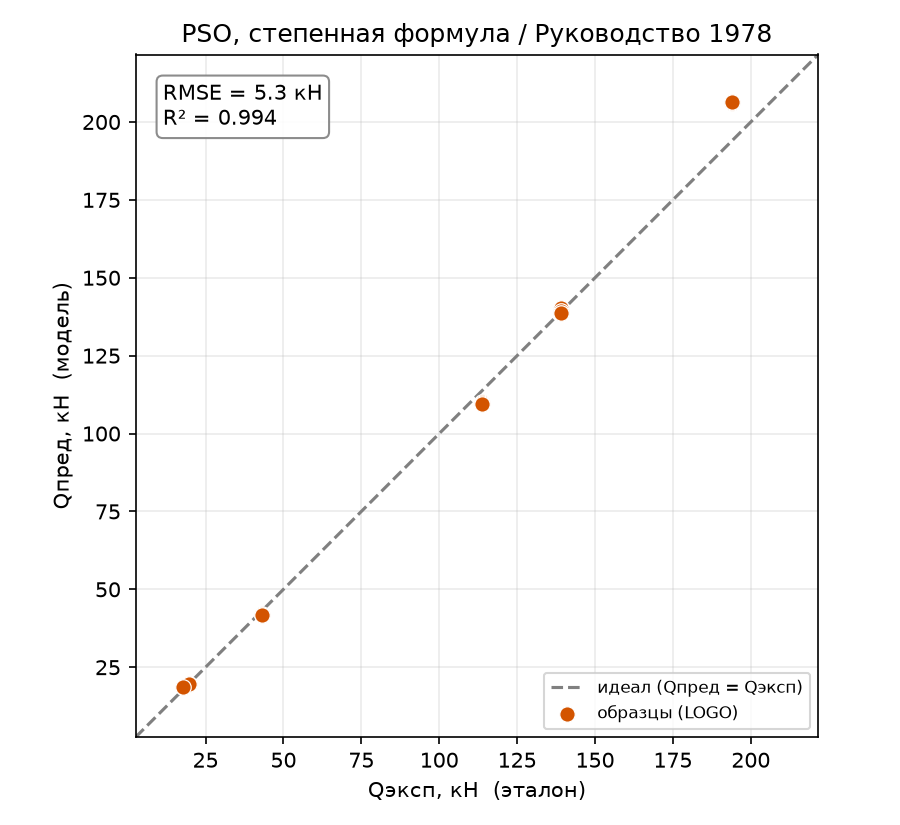 PSO, степенная формула / Руководство 1978
RMSE = 5.3 кН
R² = 0.994
200
175
150
125
100
75
50
25
Qпред, кН (модель)
идеал (Qпред = Qэксп)
образцы (LOGO)
25 50 75 100 125 150 175 200
Qэксп, кН (эталон)